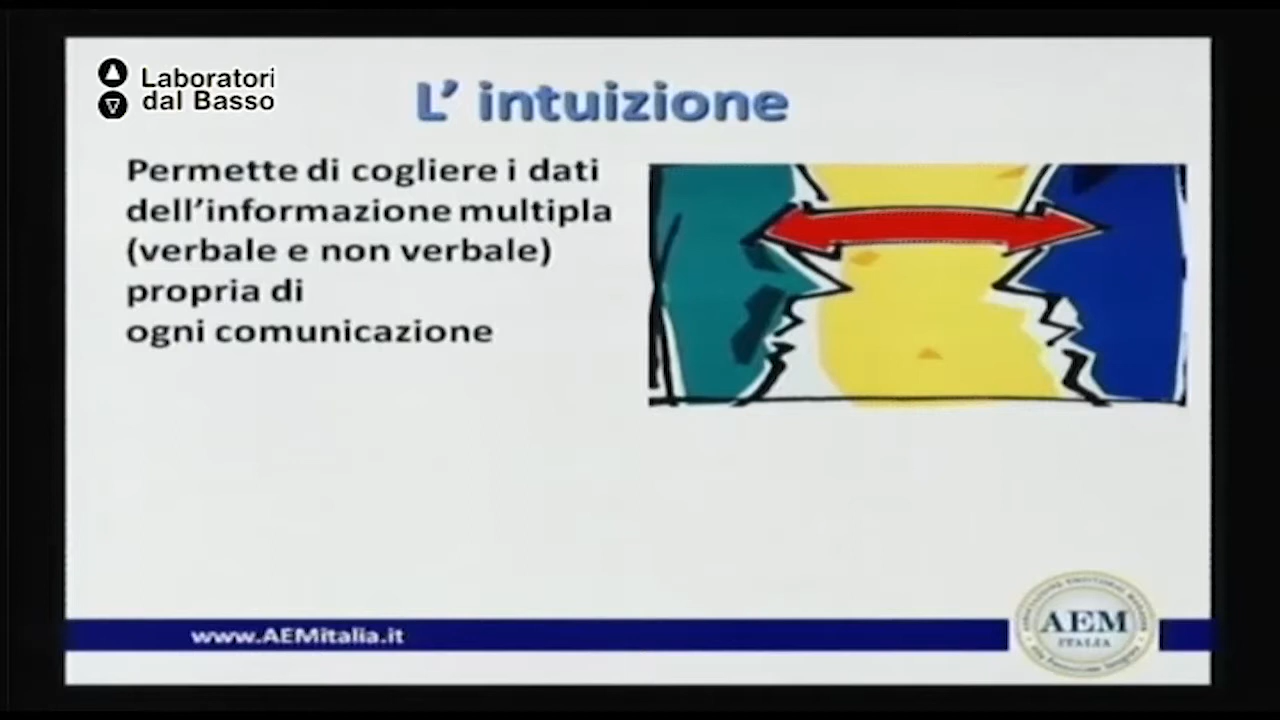 Laboratori
dal Basso
L' intuizione
Permette di cogliere i dati
dell'informazione multipla
(verbale e non verbale)
propria di
ogni comunicazione
www.AEMitalia.it
AEM
ITALIA